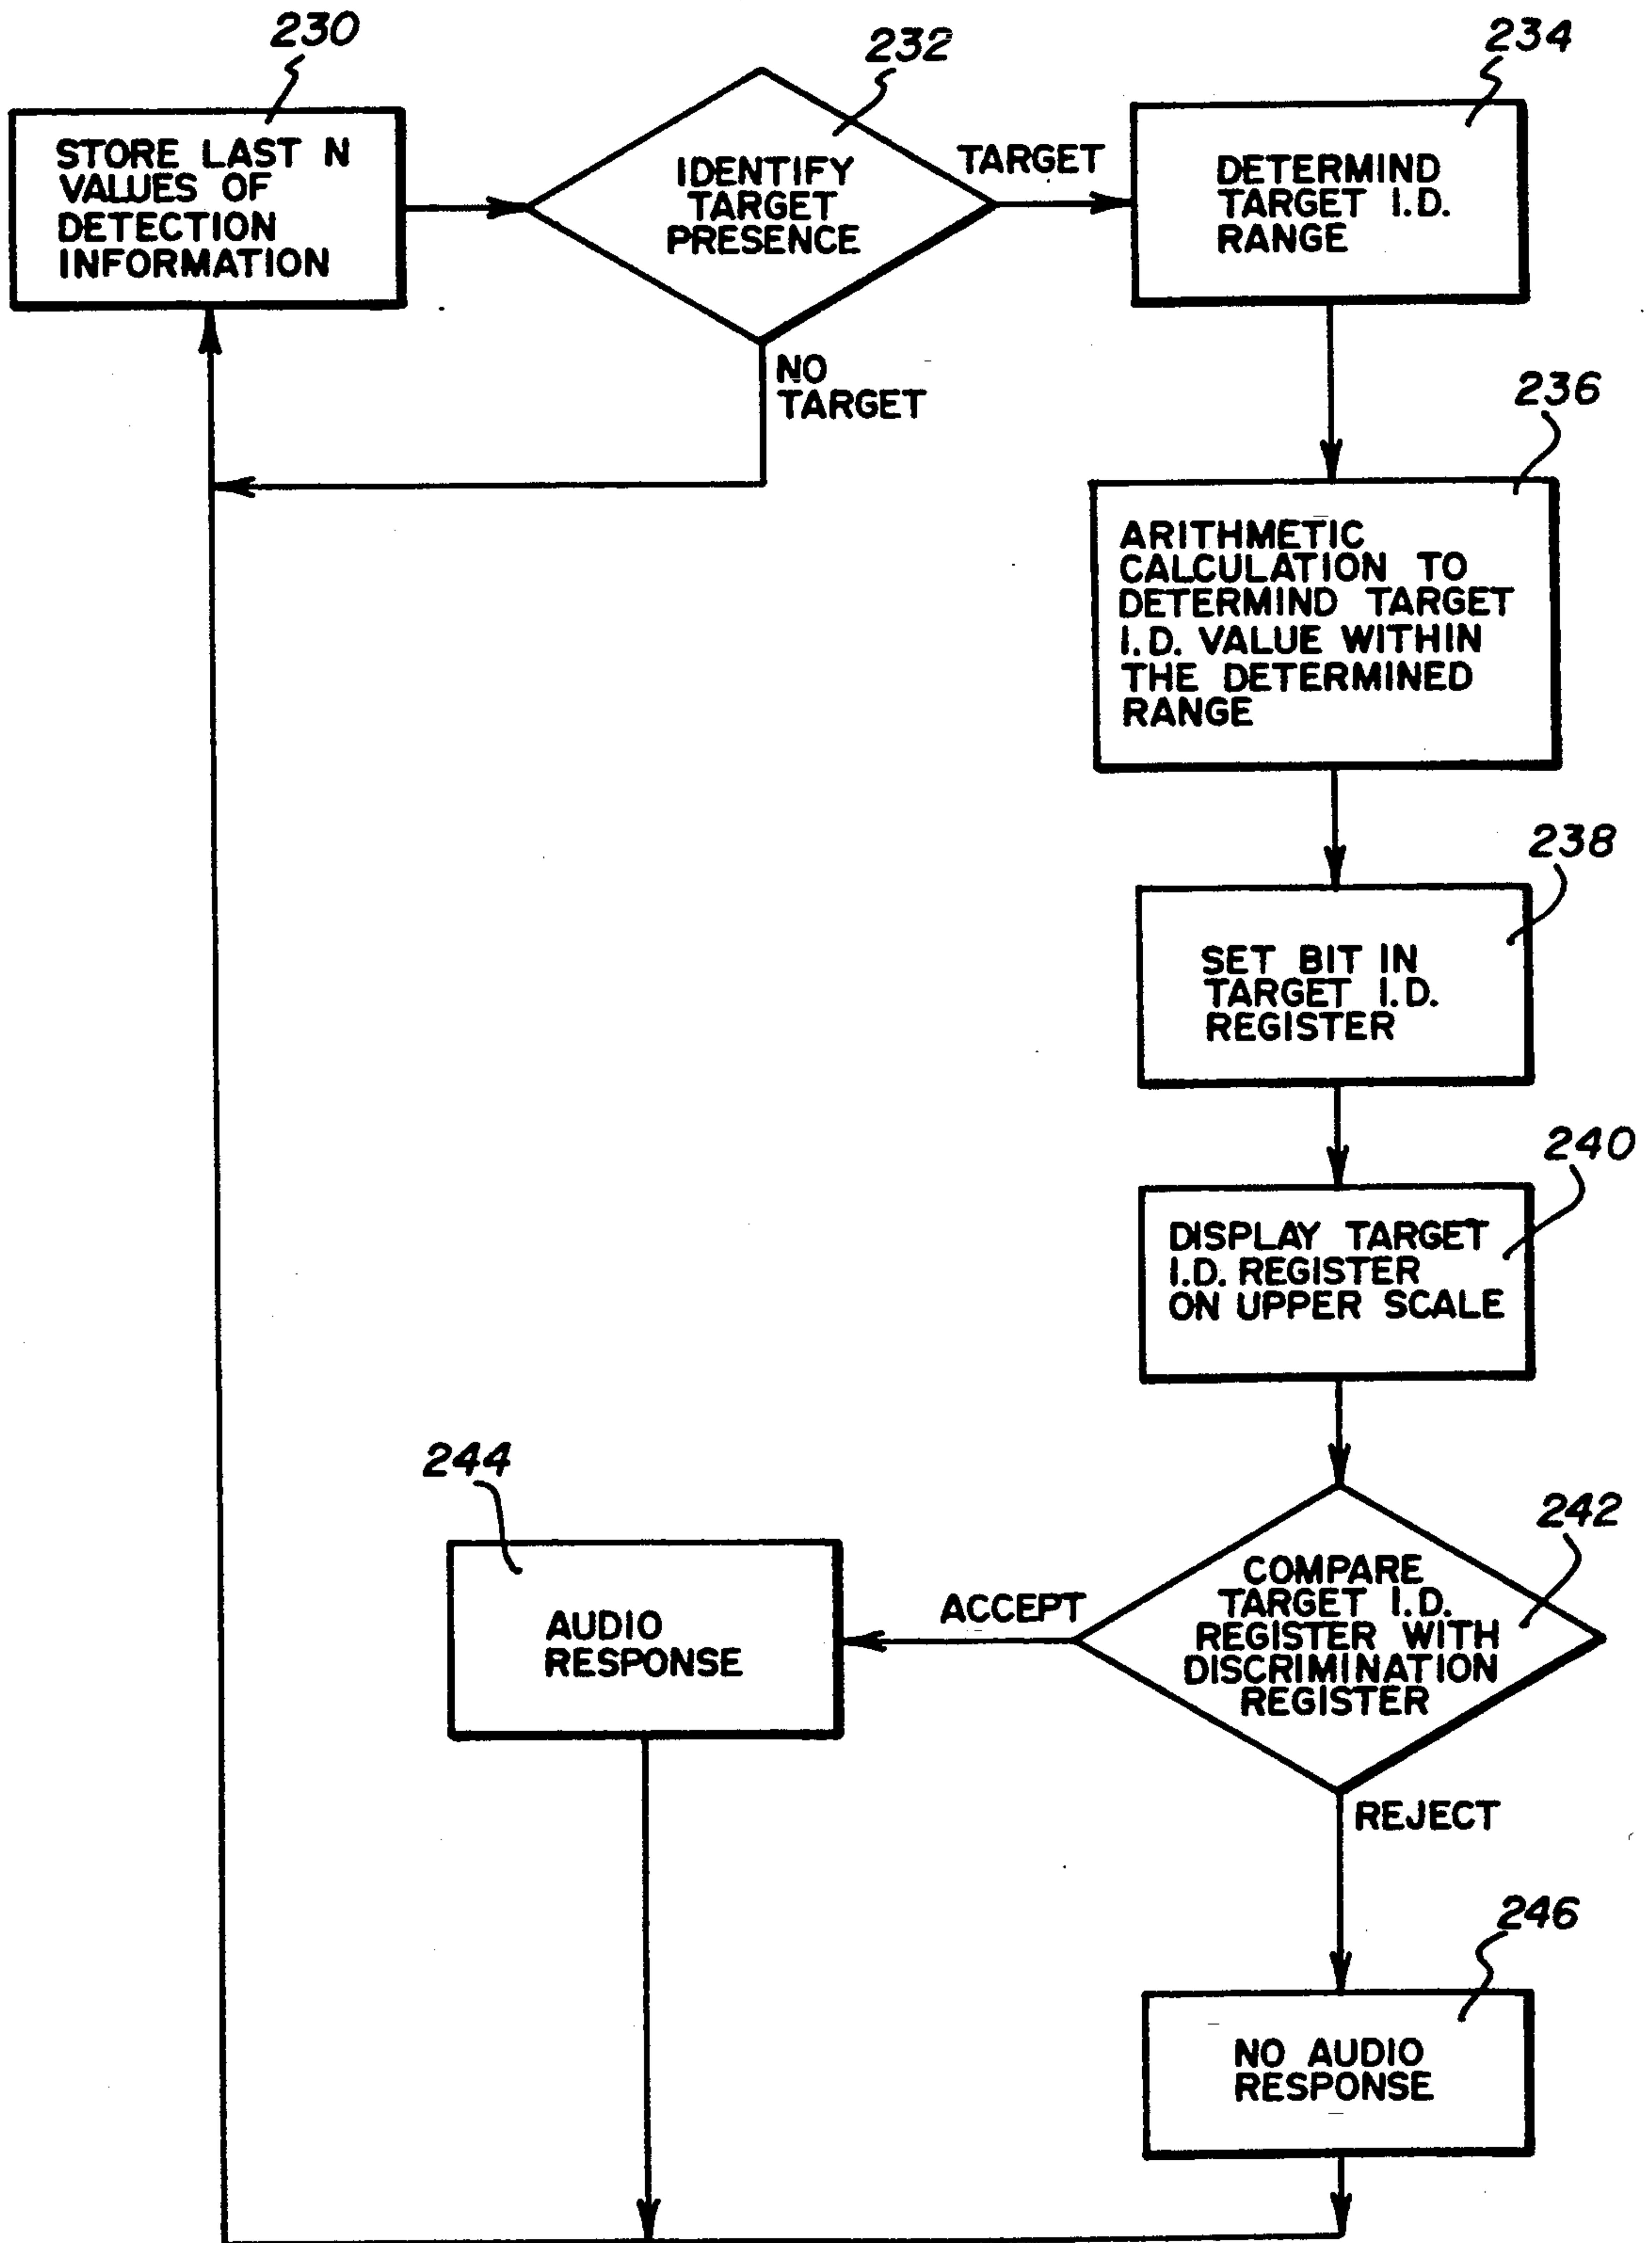 230
STORE LAST N
VALUES OF
DETECTION
INFORMATION
232
IDENTIFY
TARGET
PRESENCE
TARGET
NO
TARGET
234
DETERMIND
TARGET I.D.
RANGE
236
ARITHMETIC
CALCULATION TO
DETERMIND TARGET
I.D. VALUE WITHIN
THE DETERMINED
RANGE
238
SET BIT IN
TARGET I.D.
REGISTER
240
DISPLAY TARGET
I.D. REGISTER
ON UPPER SCALE
242
COMPARE
TARGET I.D.
REGISTER WITH
DISCRIMINATION
REGISTER
ACCEPT
244
AUDIO
RESPONSE
REJECT
246
NO AUDIO
RESPONSE